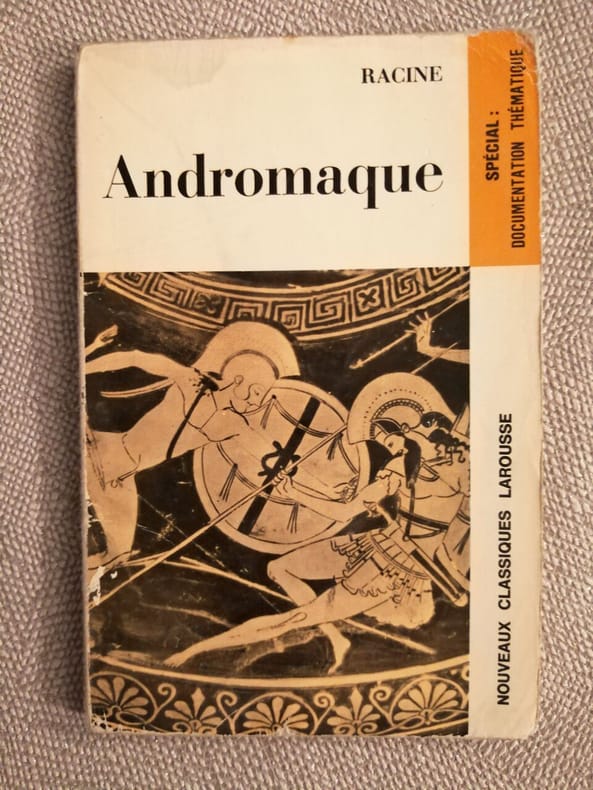 RACINE
Andromaque
SPÉCIAL :
DOCUMENTATION THÉMATIQUE
NOUVEAUX CLASSIQUES LAROUSSE